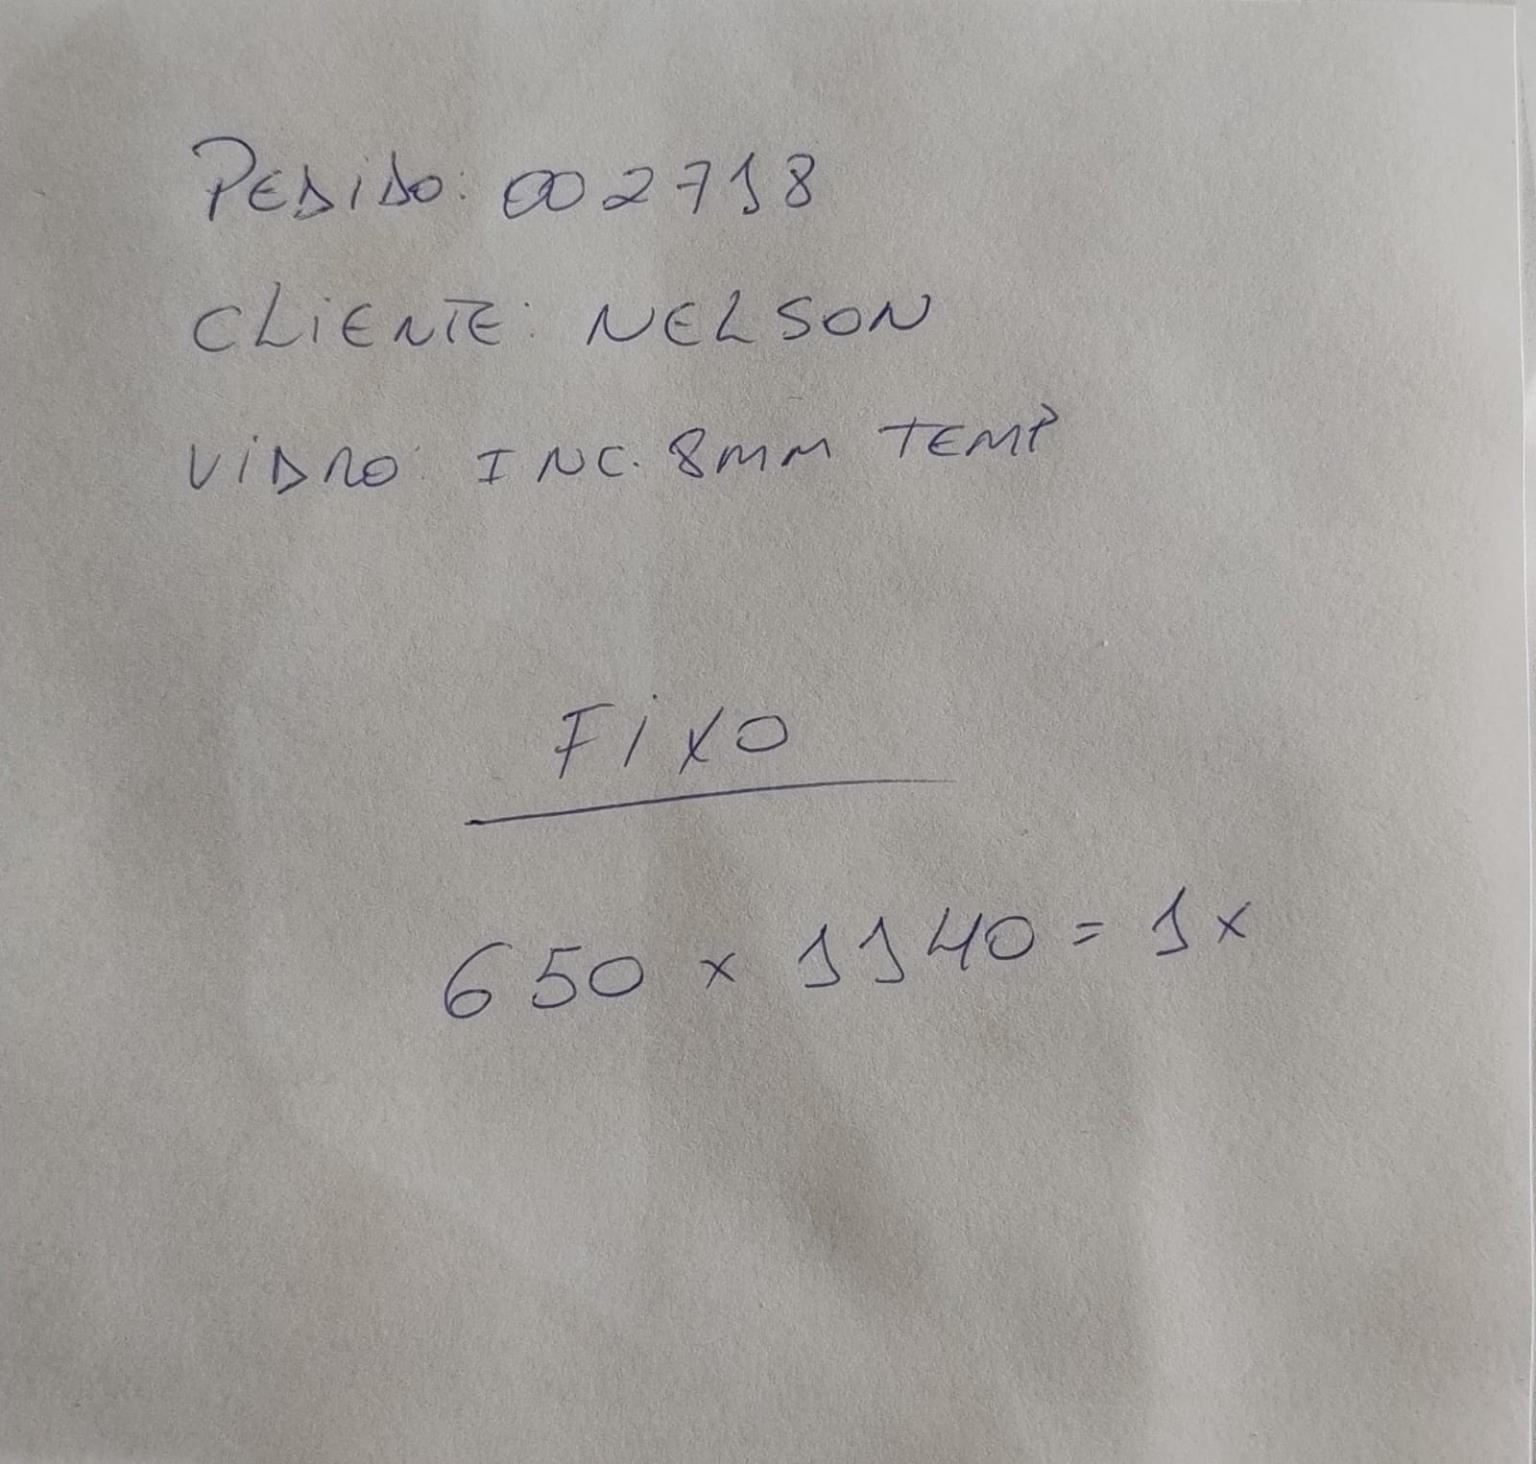 PEDIDO: 002718
CLIENTE: NELSON
VIDRO: INC. 8MM TEMP
FIXO
650 x 1140 = 1x